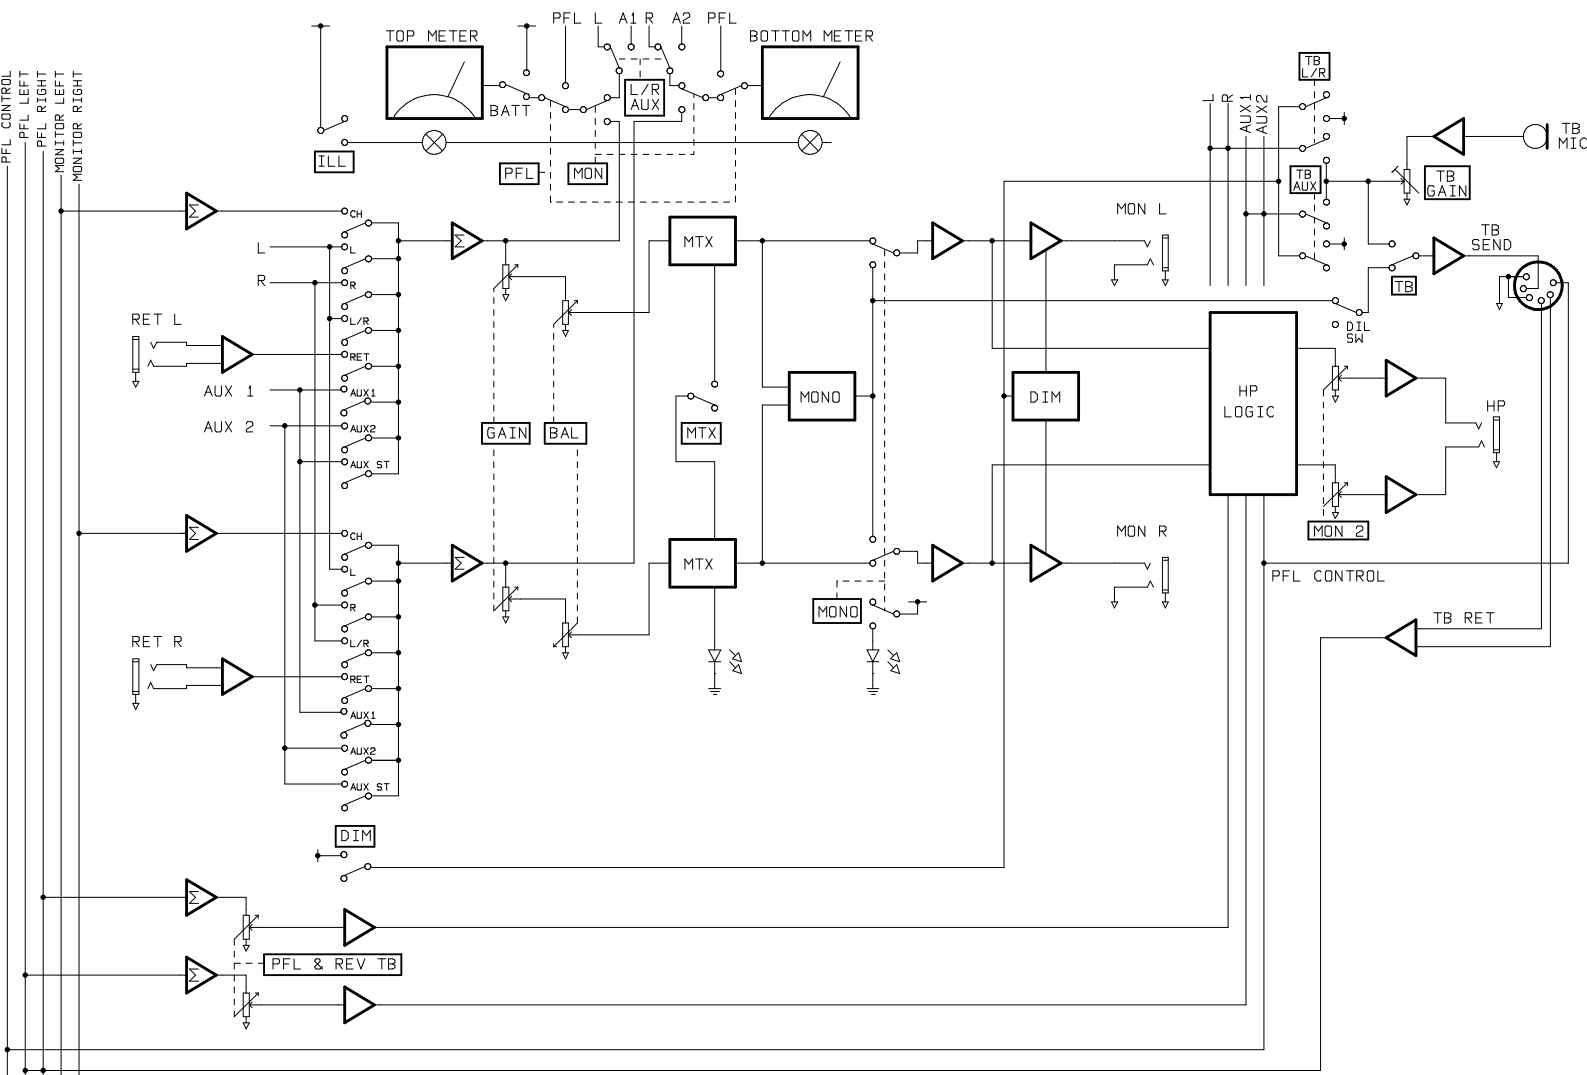 PFL L A1 R A2 PFL
TOP METER
BOTTOM METER
BATT
L/R
AUX
ILL
PFL
MON
PFL CONTROL
PFL LEFT
PFL RIGHT
MONITOR LEFT
MONITOR RIGHT
TB
L/R
L
R
AUX1
AUX2
TB
MIC
TB
AUX
TB
GAIN
TB
SEND
TB
DIL
SW
CH
L
L
R
R
L/R
RET L
RET
AUX 1
AUX1
AUX 2
AUX2
AUX ST
Σ
Σ
MTX
MON L
GAIN
BAL
MTX
MONO
DIM
HP
LOGIC
HP
MON 2
Σ
CH
L
R
L/R
RET R
RET
AUX1
AUX2
AUX ST
Σ
MTX
MON R
MONO
PFL CONTROL
TB RET
DIM
Σ
PFL & REV TB
Σ